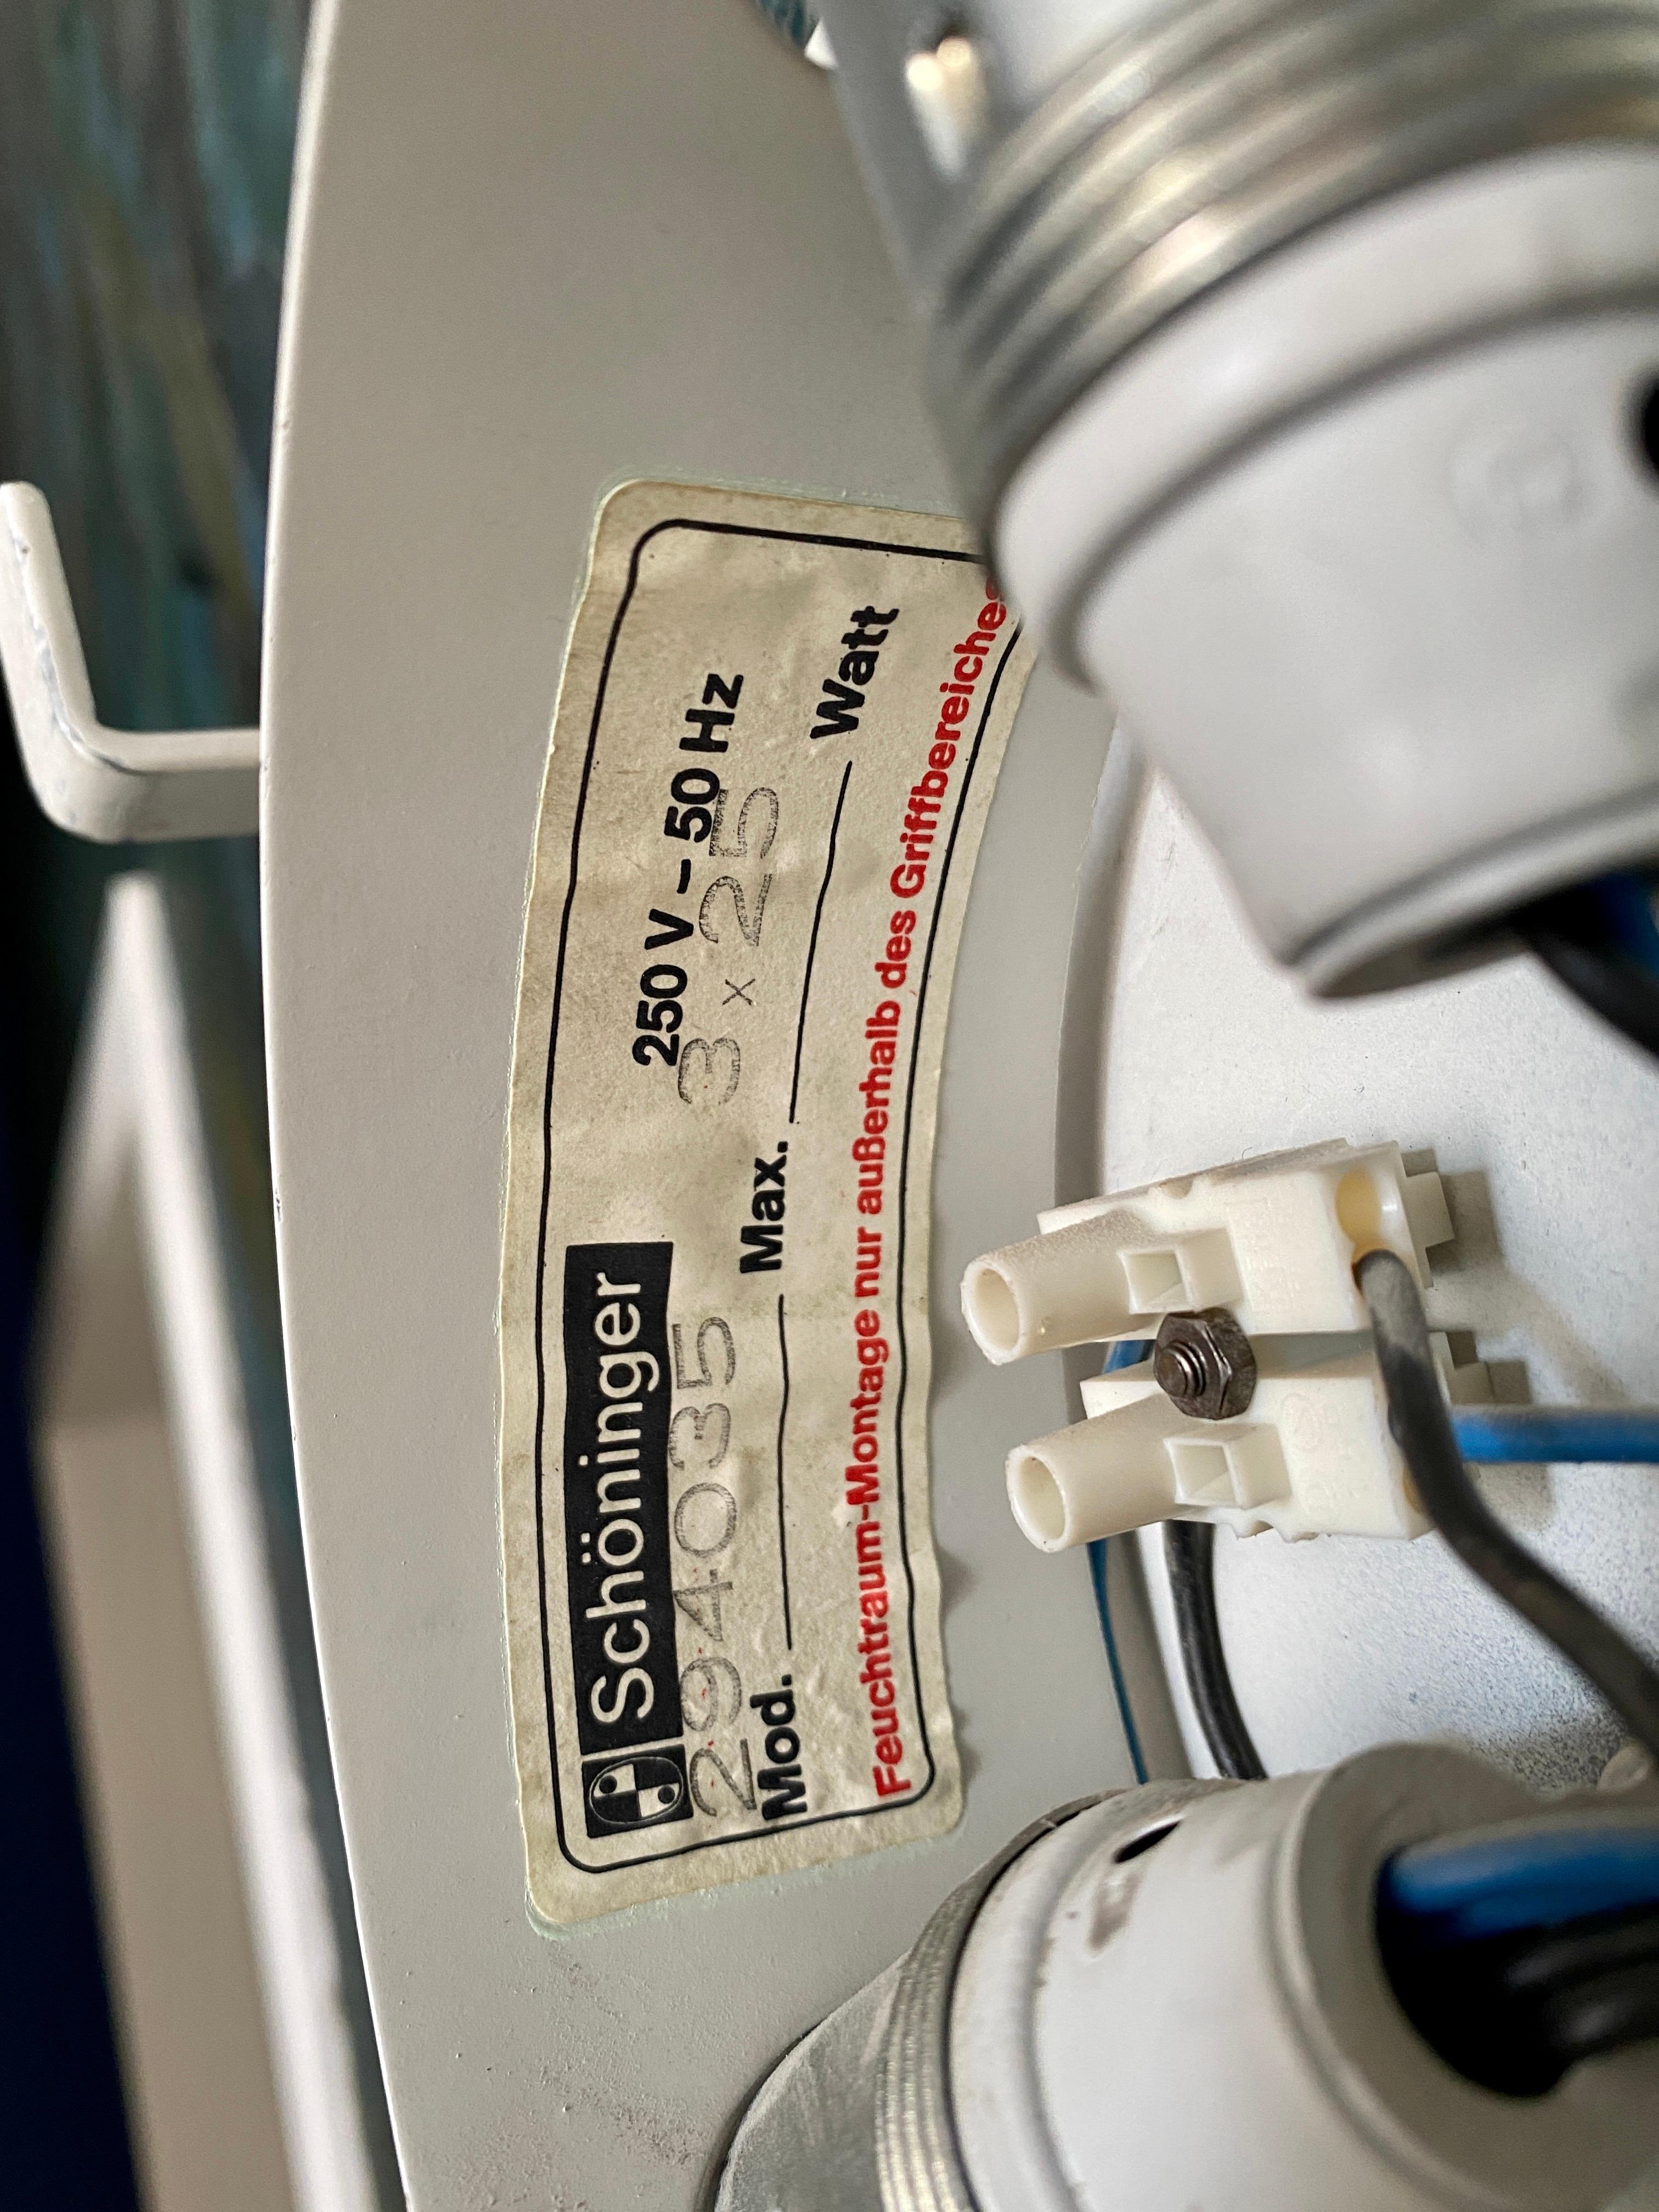 Schöninger 250 V – 50 Hz
294035 3 x 25
Mod. Max. Watt
Feuchtraum-Montage nur außerhalb des Griffbereiches